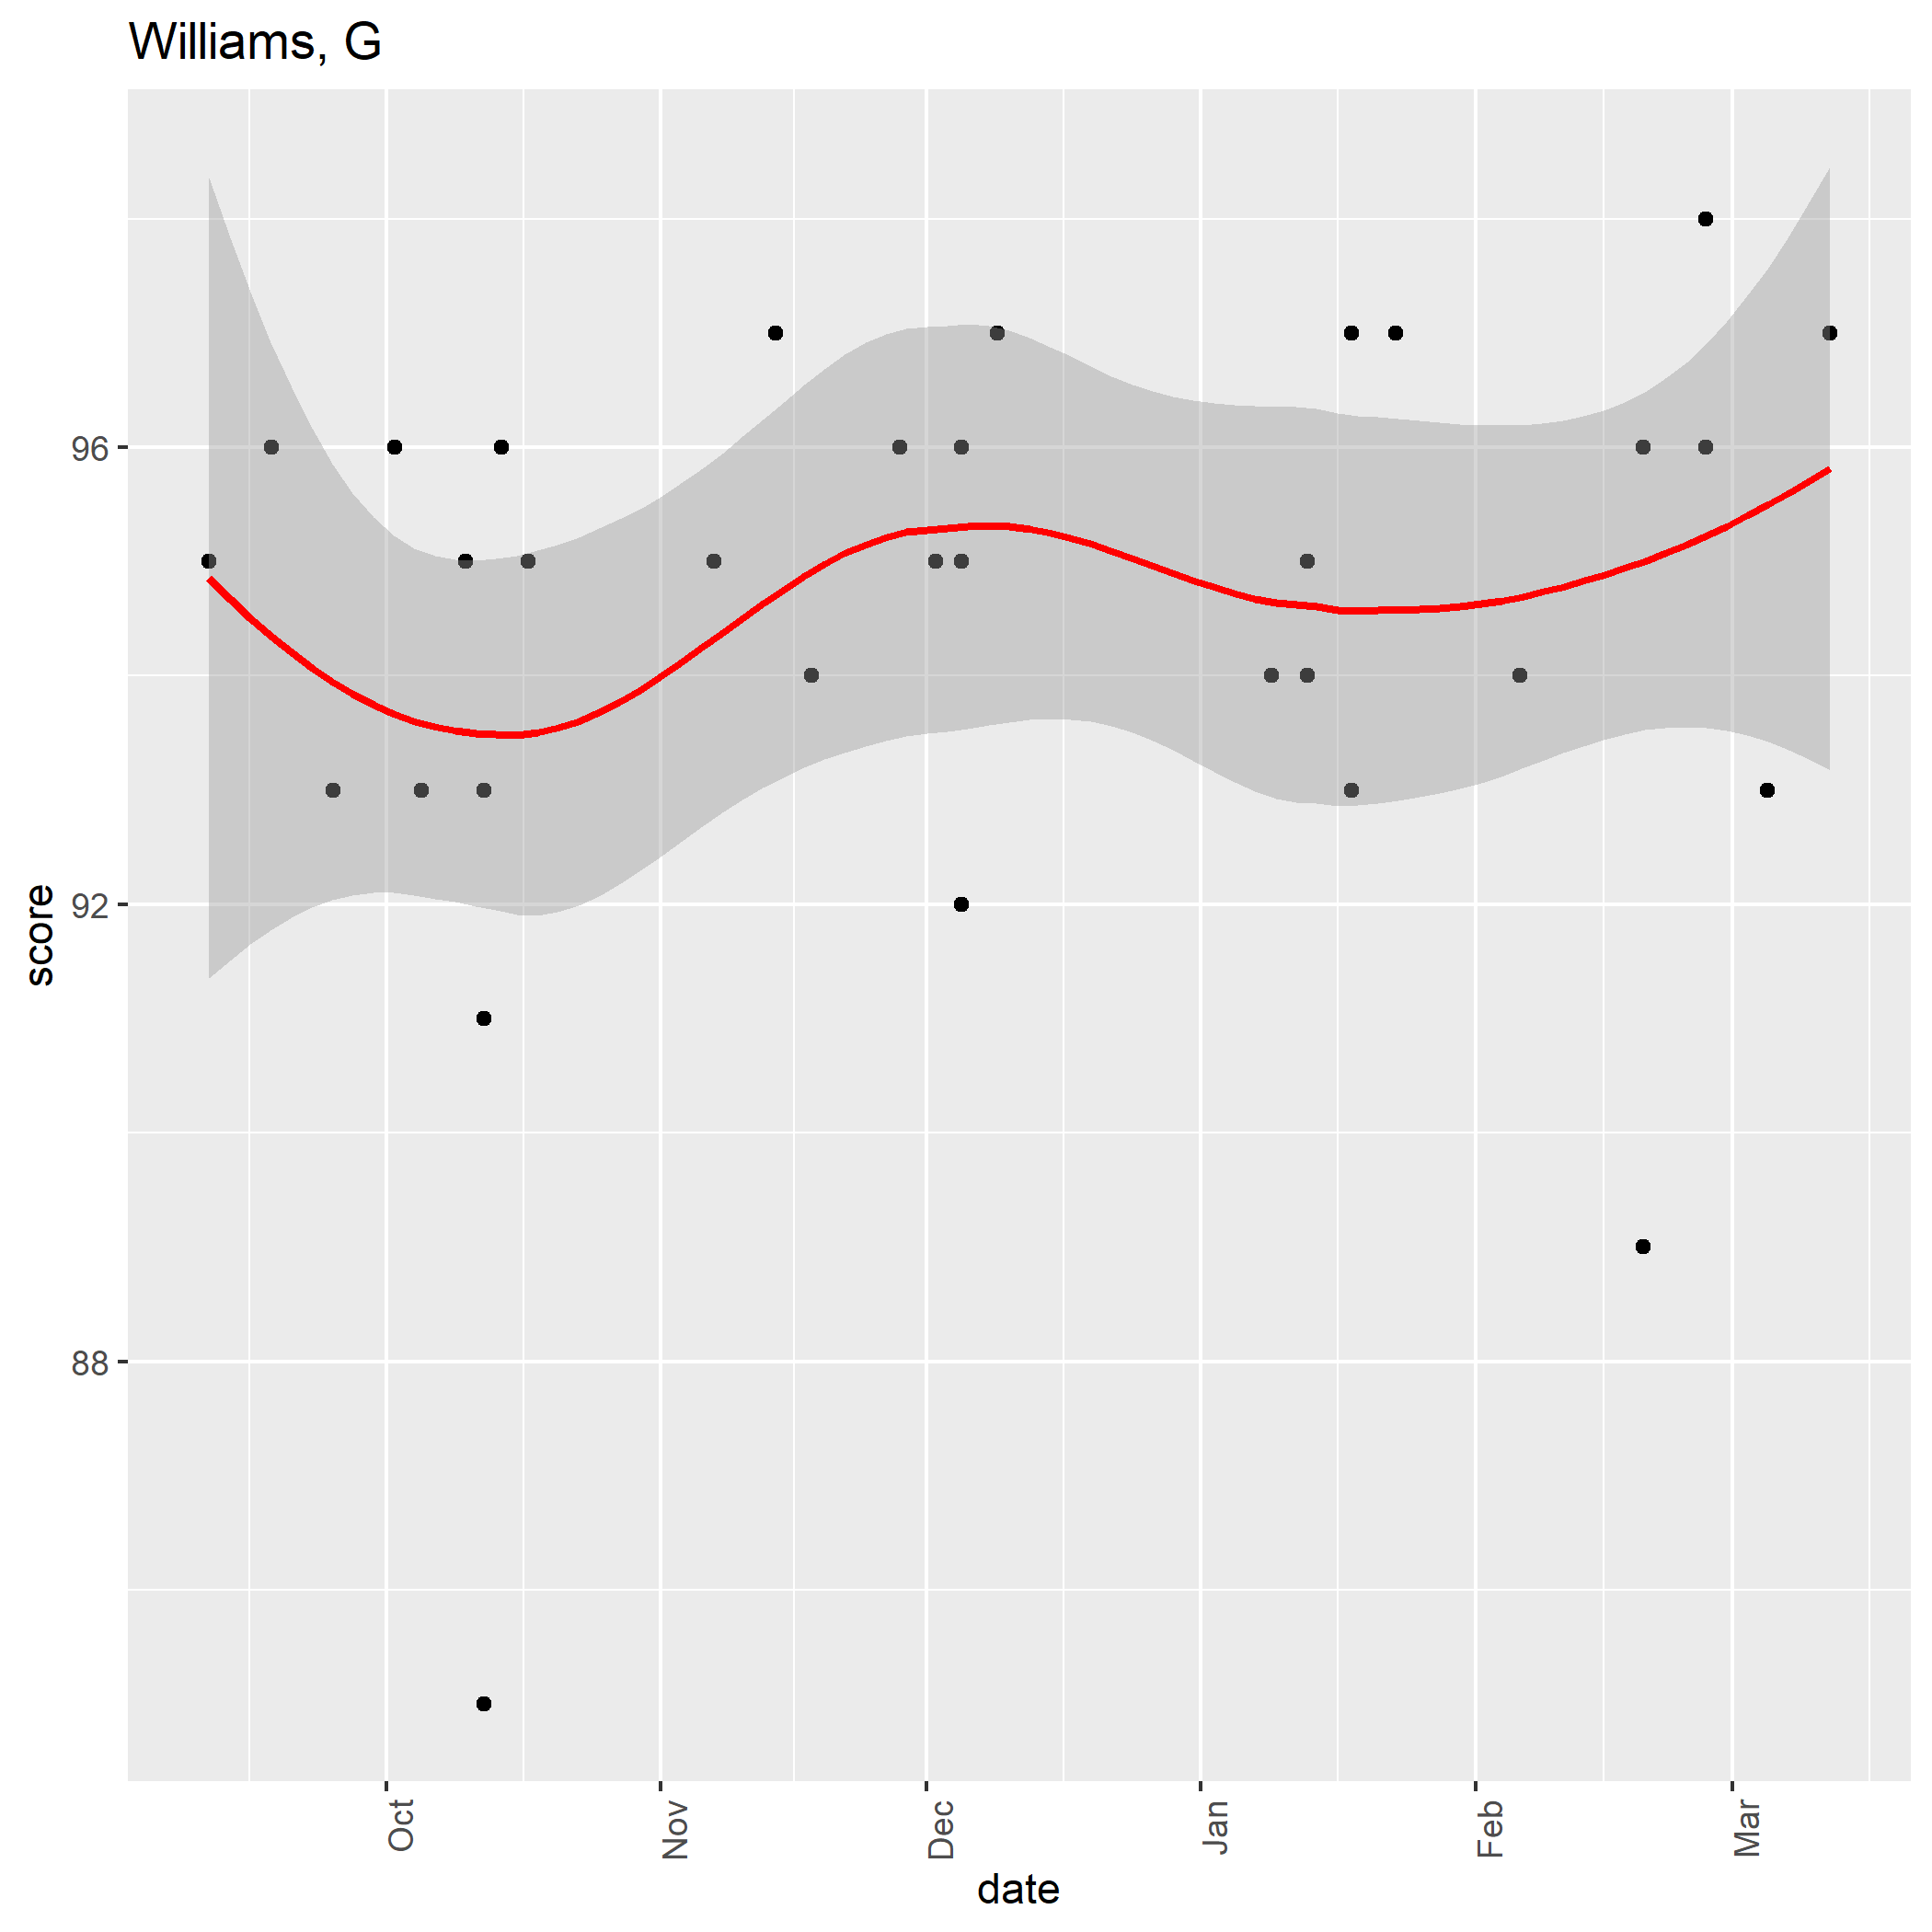 Williams, G
96
92
88
score
Oct
Nov
Dec
Jan
Feb
Mar
date